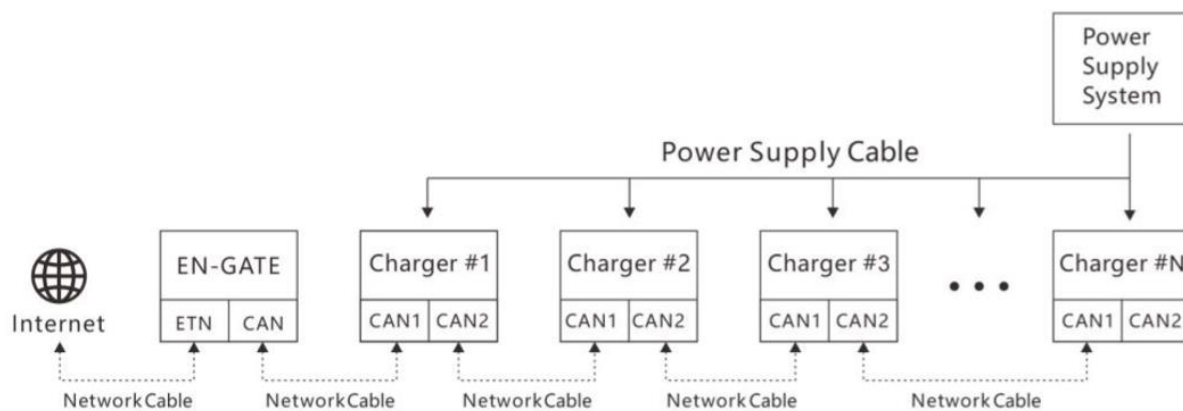 Power
Supply
System
Power Supply Cable
EN-GATE
Charger #1
Charger #2
Charger #3
Charger #N
Internet
ETN
CAN
CAN1
CAN2
CAN1
CAN2
CAN1
CAN2
CAN1
CAN2
Network Cable
Network Cable
Network Cable
Network Cable
Network Cable